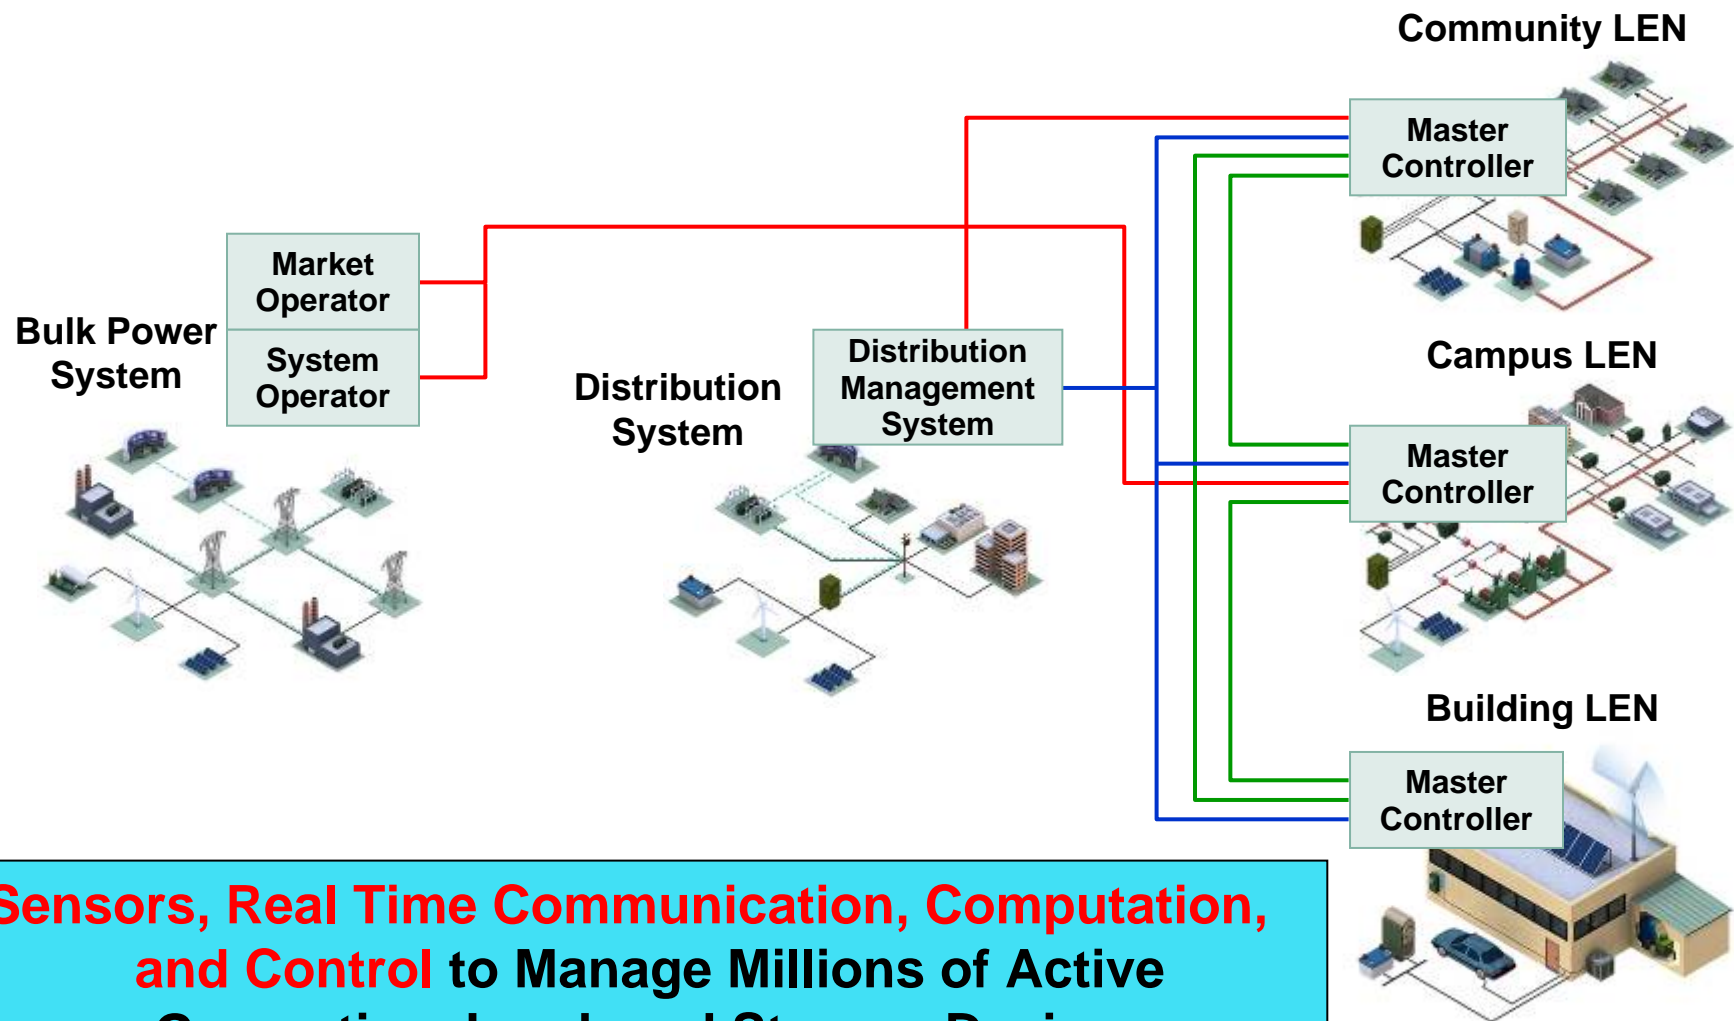 Community LEN
Master
Controller
Market
Operator
Bulk Power
System
System
Operator
Distribution
System
Distribution
Management
System
Campus LEN
Master
Controller
Building LEN
Master
Controller
Sensors, Real Time Communication, Computation,
and Control to Manage Millions of Active